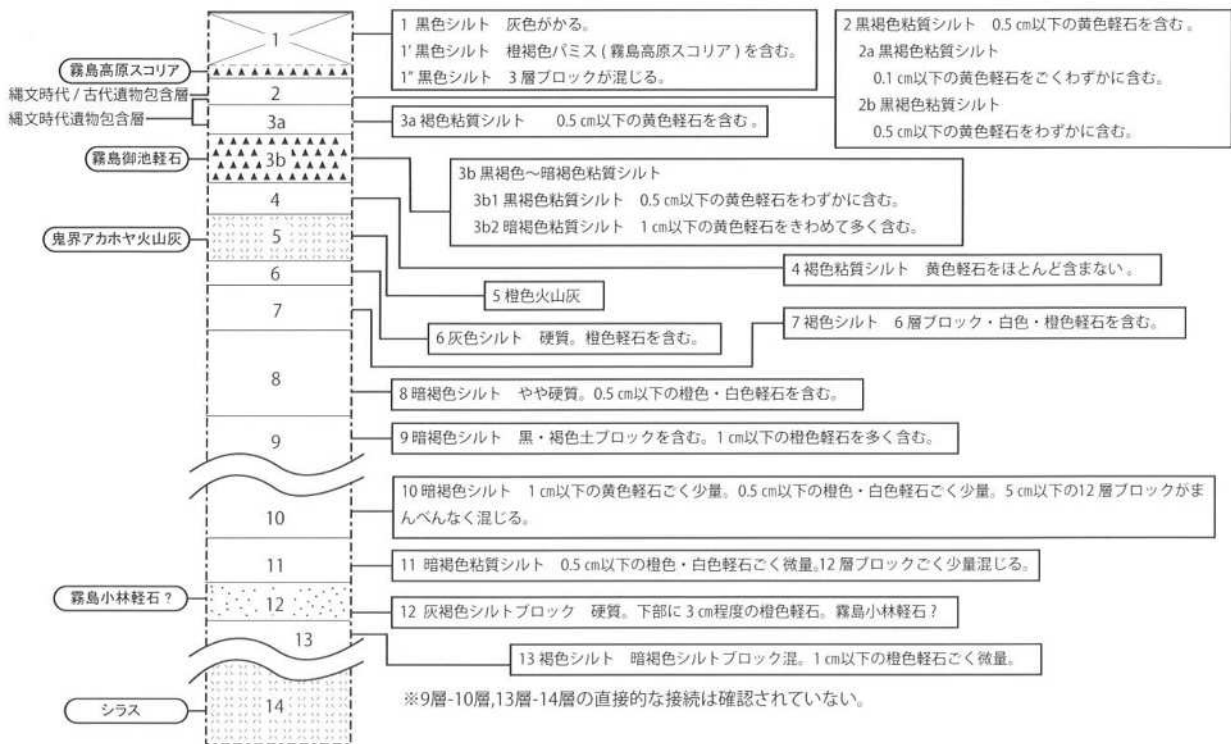 1 黒色シルト　灰色がかる。
1' 黒色シルト　橙褐色パミス ( 霧島高原スコリア ) を含む。
1" 黒色シルト　3 層ブロックが混じる。
2 黒褐色粘質シルト　0.5 ㎝以下の黄色軽石を含む。
2a 黒褐色粘質シルト
0.1 ㎝以下の黄色軽石をごくわずかに含む。
2b 黒褐色粘質シルト
0.5 ㎝以下の黄色軽石をわずかに含む。
1
霧島高原スコリア
縄文時代 / 古代遺物包含層
2
縄文時代遺物包含層
3a
3a 褐色粘質シルト　0.5 ㎝以下の黄色軽石を含む 。
霧島御池軽石
3b
3b 黒褐色～暗褐色粘質シルト
3b1 黒褐色粘質シルト　0.5 ㎝以下の黄色軽石をわずかに含む。
3b2 暗褐色粘質シルト　1 ㎝以下の黄色軽石をきわめて多く含む。
4
鬼界アカホヤ火山灰
5
4 褐色粘質シルト　黄色軽石をほとんど含まない 。
6
5 橙色火山灰
7
7 褐色シルト　6 層ブロック・白色・橙色軽石を含む。
6 灰色シルト　硬質。橙色軽石を含む。
8
8 暗褐色シルト　やや硬質。0.5 ㎝以下の橙色・白色軽石を含む。
9
9 暗褐色シルト　黒・褐色土ブロックを含む。1 ㎝以下の橙色軽石を多く含む。
10
10 暗褐色シルト　1 ㎝以下の黄色軽石ごく少量。0.5 ㎝以下の橙色・白色軽石ごく少量。5 ㎝以下の12 層ブロックがま
んべんなく混じる。
11
11 暗褐色粘質シルト　0.5 ㎝以下の橙色・白色軽石ごく微量。12 層ブロックごく少量混じる。
霧島小林軽石 ?
12
12 灰褐色シルトブロック　硬質。下部に 3 ㎝程度の橙色軽石。霧島小林軽石 ?
13
13 褐色シルト　暗褐色シルトブロック混。1 ㎝以下の橙色軽石ごく微量。
シラス
14
※9層-10層,13層-14層の直接的な接続は確認されていない。